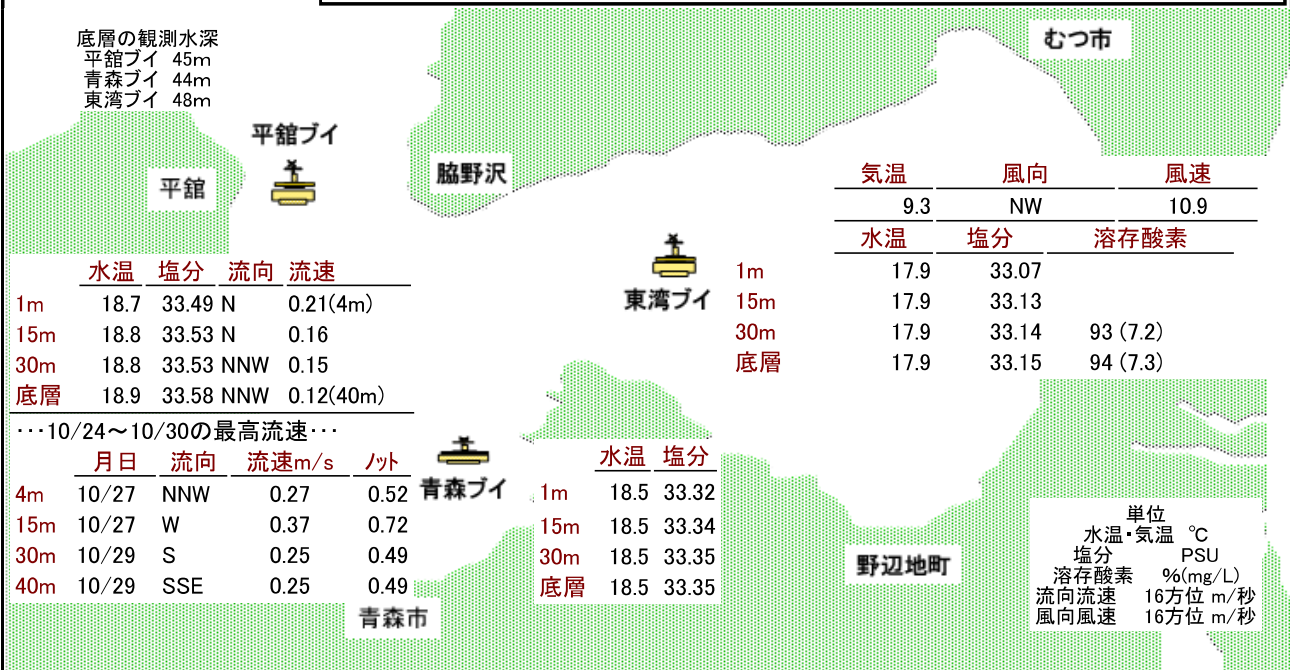 底層の観測水深
平舘ブイ 45m
青森ブイ 44m
東湾ブイ 48m
むつ市
平舘ブイ
平舘
脇野沢
気温 風向 風速
9.3 NW 10.9
水温 塩分 溶存酸素
1m 17.9 33.07
15m 17.9 33.13
30m 17.9 33.14 93 (7.2)
底層 17.9 33.15 94 (7.3)
東湾ブイ
水温 塩分 流向 流速
1m 18.7 33.49 N 0.21(4m)
15m 18.8 33.53 N 0.16
30m 18.8 33.53 NNW 0.15
底層 18.9 33.58 NNW 0.12(40m)
・・・10/24～10/30の最高流速・・・
月日 流向 流速m/s ノット
4m 10/27 NNW 0.27 0.52
15m 10/27 W 0.37 0.72
30m 10/29 S 0.25 0.49
40m 10/29 SSE 0.25 0.49
青森ブイ
水温 塩分
1m 18.5 33.32
15m 18.5 33.34
30m 18.5 33.35
底層 18.5 33.35
青森市
野辺地町
単位
水温・気温 ℃
塩分 PSU
溶存酸素 %(mg/L)
流向流速 16方位 m/秒
風向風速 16方位 m/秒